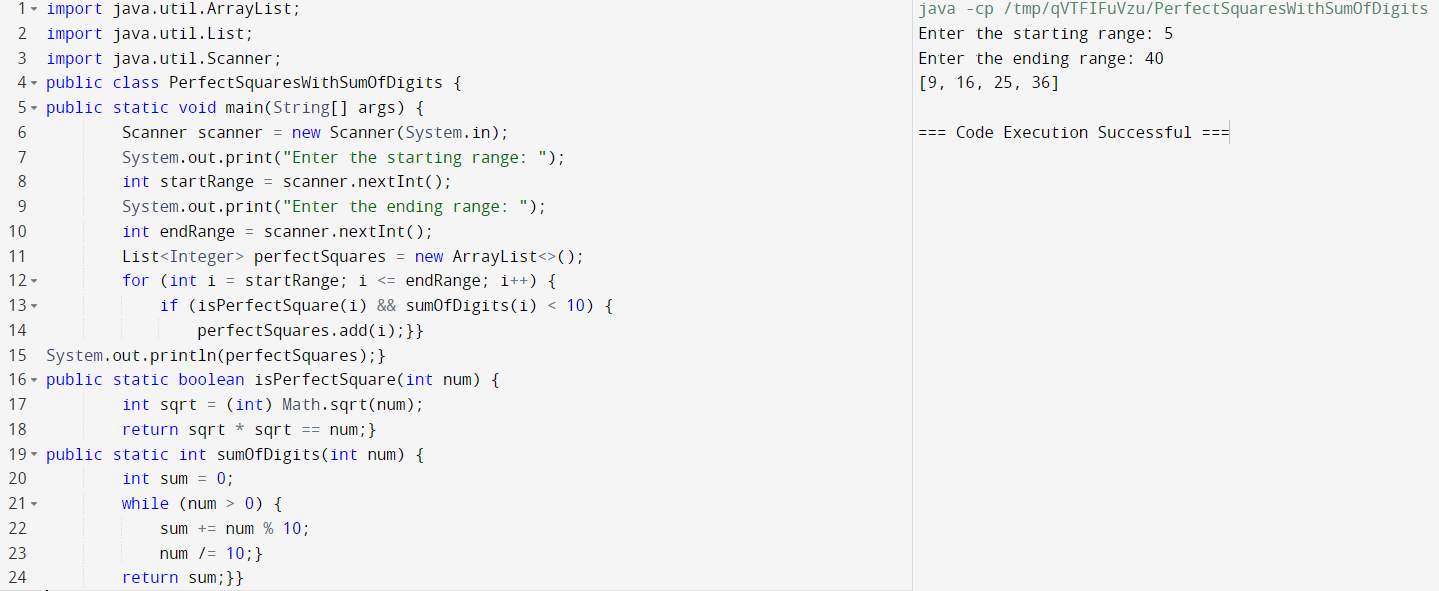 1 import java.util.ArrayList;
2 import java.util.List;
3 import java.util.Scanner;
4 public class PerfectSquaresWithSumOfDigits {
5 public static void main(String[] args) {
6         Scanner scanner = new Scanner(System.in);
7         System.out.print("Enter the starting range: ");
8         int startRange = scanner.nextInt();
9         System.out.print("Enter the ending range: ");
10         int endRange = scanner.nextInt();
11         List<Integer> perfectSquares = new ArrayList<>();
12         for (int i = startRange; i <= endRange; i++) {
13             if (isPerfectSquare(i) && sumOfDigits(i) < 10) {
14                 perfectSquares.add(i);}}
15 System.out.println(perfectSquares);}
16 public static boolean isPerfectSquare(int num) {
17         int sqrt = (int) Math.sqrt(num);
18         return sqrt * sqrt == num;}
19 public static int sumOfDigits(int num) {
20         int sum = 0;
21         while (num > 0) {
22             sum += num % 10;
23             num /= 10;}
24         return sum;}}
java -cp /tmp/qVTFIFuVzu/PerfectSquaresWithSumOfDigits
Enter the starting range: 5
Enter the ending range: 40
[9, 16, 25, 36]
=== Code Execution Successful ===